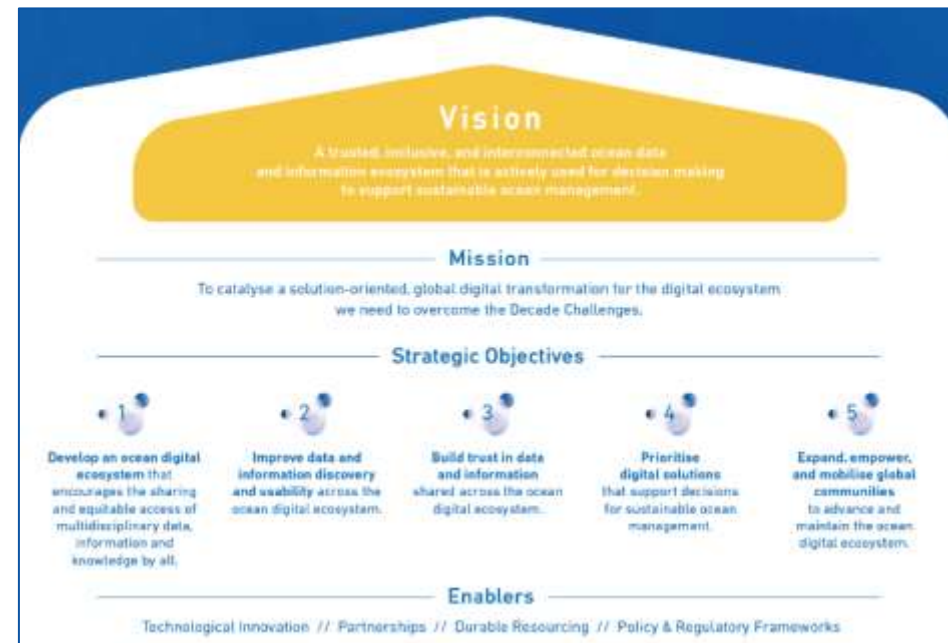 Vision
A trusted, inclusive, and interconnected ocean data
and information ecosystem that is actively used for decision making
to support sustainable ocean management.
Mission
To catalyse a solution-oriented, global digital transformation for the digital ecosystem
we need to overcome the Decade Challenges.
Strategic Objectives
1
Develop an ocean digital
ecosystem that
encourages the sharing
and equitable access of
multidisciplinary data,
information and
knowledge by all.
2
Improve data and
information discovery
and usability across the
ocean digital ecosystem.
3
Build trust in data
and information
shared across the ocean
digital ecosystem.
4
Prioritise
digital solutions
that support decisions
for sustainable ocean
management.
5
Expand, empower,
and mobilise global
communities
to advance and
maintain the ocean
digital ecosystem.
Enablers
Technological Innovation // Partnerships // Durable Resourcing // Policy & Regulatory Frameworks